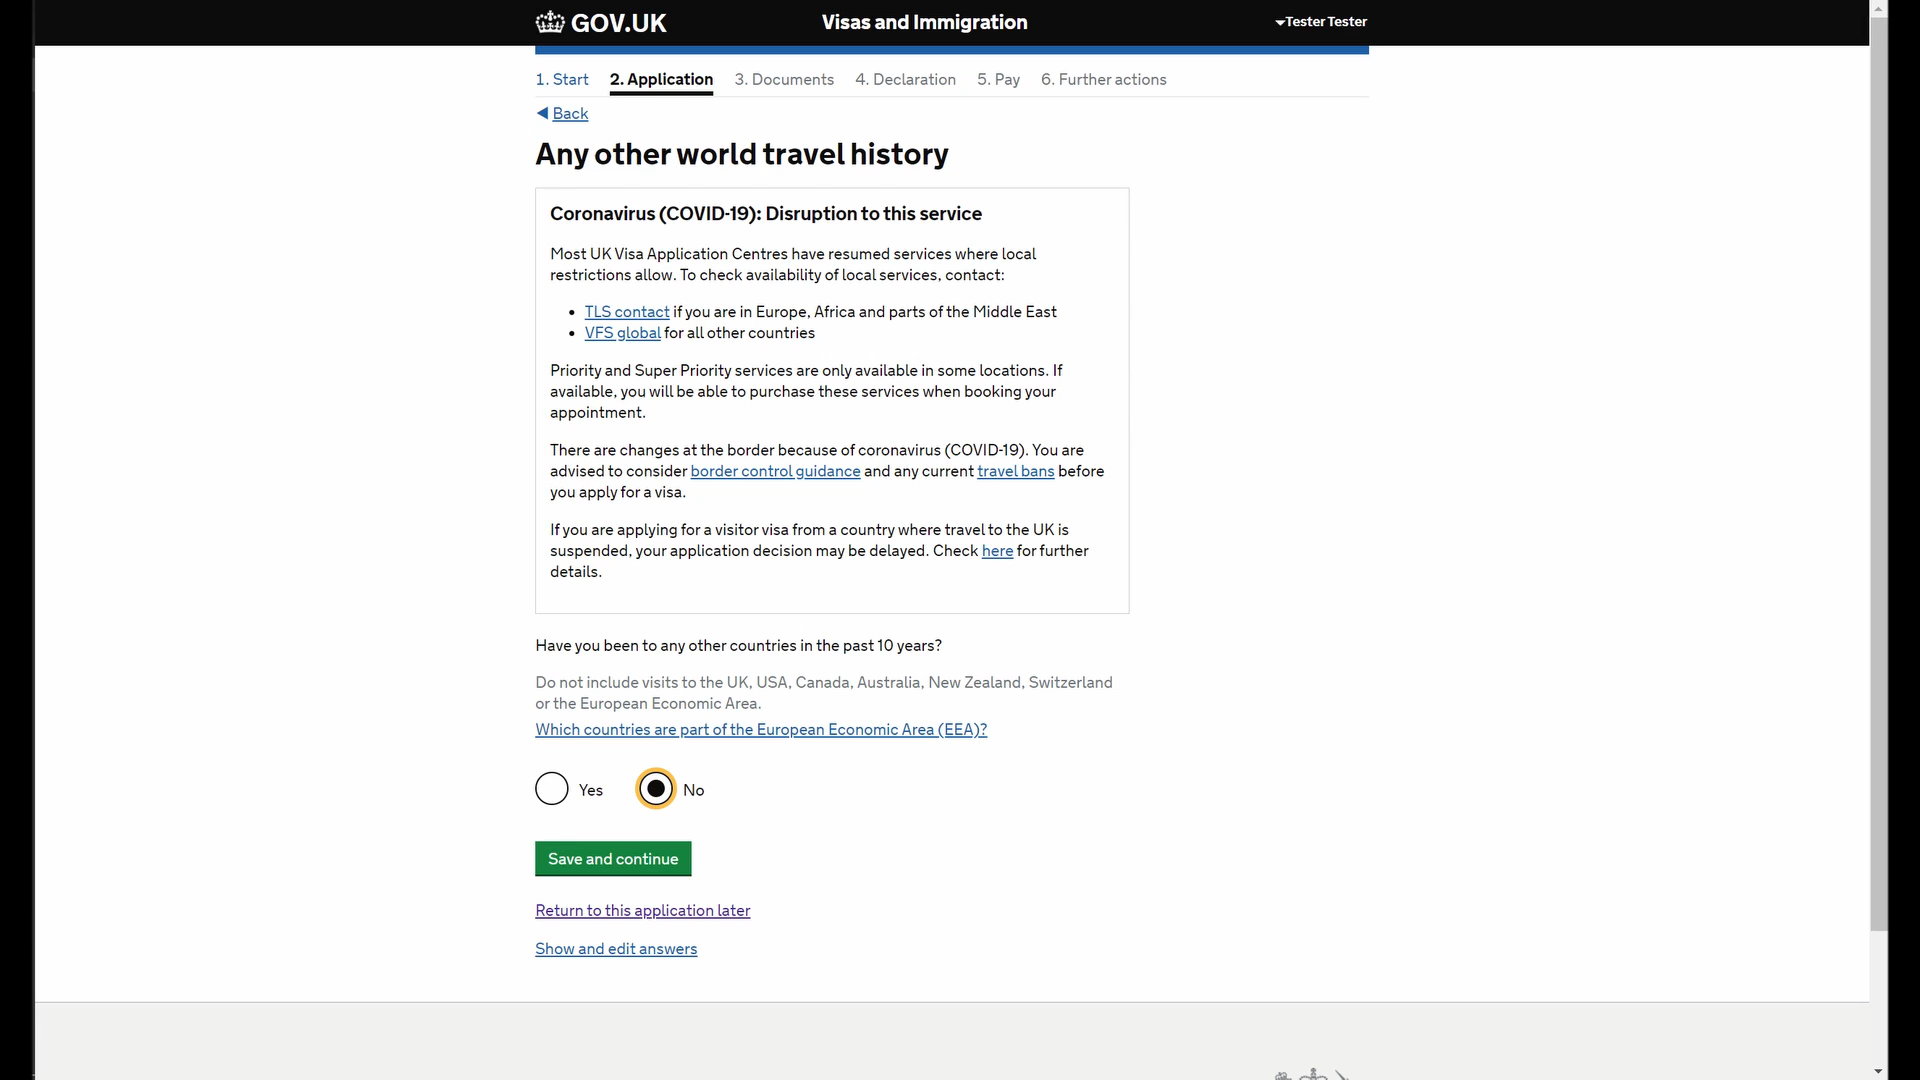 GOV.UK
Visas and Immigration
Tester Tester
1. Start
2. Application
3. Documents
4. Declaration
5. Pay
6. Further actions
Back
Any other world travel history
Coronavirus (COVID-19): Disruption to this service
Most UK Visa Application Centres have resumed services where local
restrictions allow. To check availability of local services, contact:
• TLS contact if you are in Europe, Africa and parts of the Middle East
• VFS global for all other countries
Priority and Super Priority services are only available in some locations. If
available, you will be able to purchase these services when booking your
appointment.
There are changes at the border because of coronavirus (COVID-19). You are
advised to consider border control guidance and any current travel bans before
you apply for a visa.
If you are applying for a visitor visa from a country where travel to the UK is
suspended, your application decision may be delayed. Check here for further
details.
Have you been to any other countries in the past 10 years?
Do not include visits to the UK, USA, Canada, Australia, New Zealand, Switzerland
or the European Economic Area.
Which countries are part of the European Economic Area (EEA)?
Yes
No
Save and continue
Return to this application later
Show and edit answers